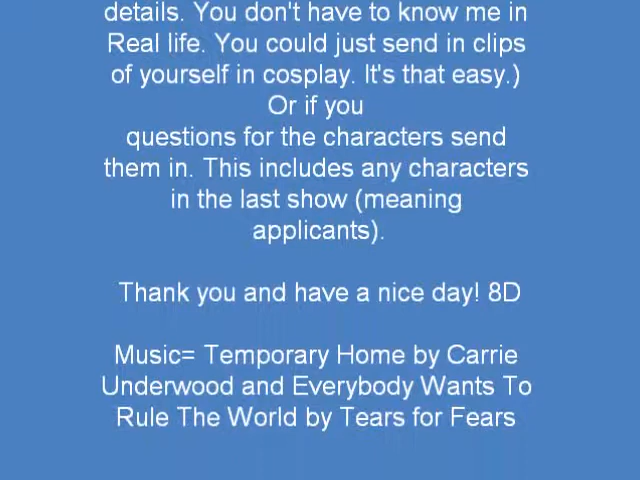 details. You don't have to know me in
Real life. You could just send in clips
of yourself in cosplay. It's that easy.)
Or if you
questions for the characters send
them in. This includes any characters
in the last show (meaning
applicants).
Thank you and have a nice day! 8D
Music= Temporary Home by Carrie
Underwood and Everybody Wants To
Rule The World by Tears for Fears